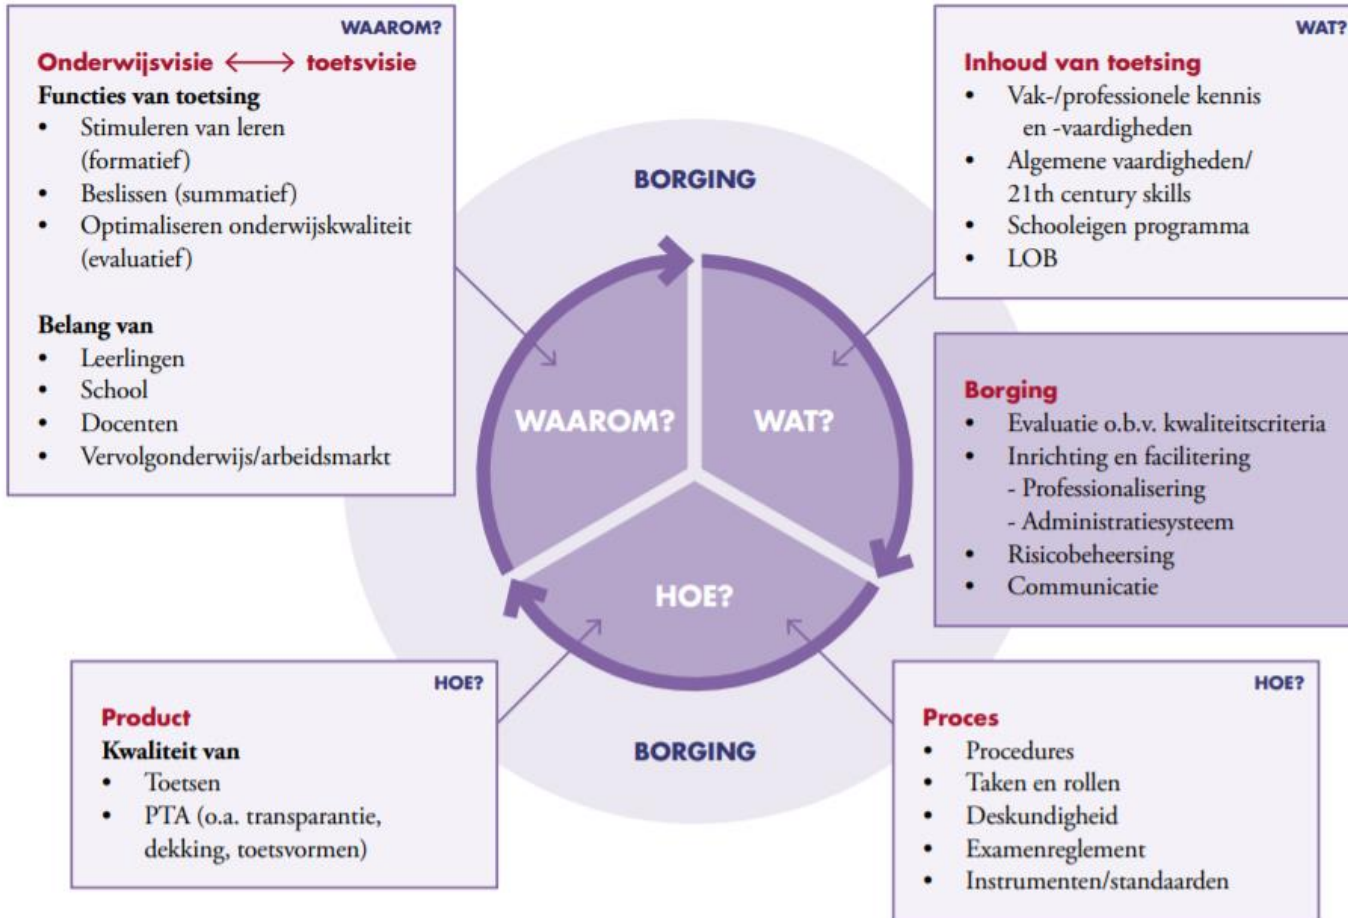 WAAROM?
Onderwijsvisie ⟷ toetsvisie
Functies van toetsing
• Stimuleren van leren
(formatief)
• Beslissen (summatief)
• Optimaliseren onderwijskwaliteit
(evaluatief)
Belang van
• Leerlingen
• School
• Docenten
• Vervolgonderwijs/arbeidsmarkt
WAT?
Inhoud van toetsing
• Vak-/professionele kennis
en -vaardigheden
• Algemene vaardigheden/
21th century skills
• Schooleigen programma
• LOB
BORGING
WAAROM?
WAT?
HOE?
BORGING
Borging
• Evaluatie o.b.v. kwaliteitscriteria
• Inrichting en facilitering
- Professionalisering
- Administratiesysteem
• Risicobeheersing
• Communicatie
HOE?
Product
Kwaliteit van
• Toetsen
• PTA (o.a. transparantie,
dekking, toetsvormen)
HOE?
Proces
• Procedures
• Taken en rollen
• Deskundigheid
• Examenreglement
• Instrumenten/standaarden